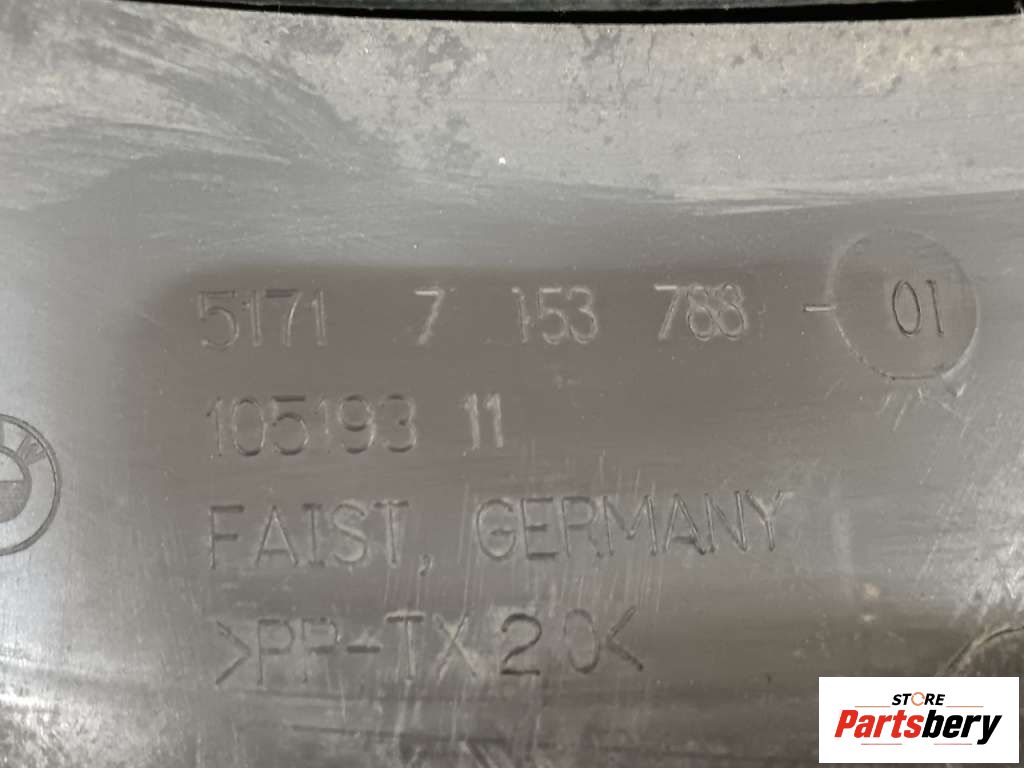 5171 7 153 788 - 01
105193 11
FAIST, GERMANY
>PP-TX20<
STORE
Partsbery